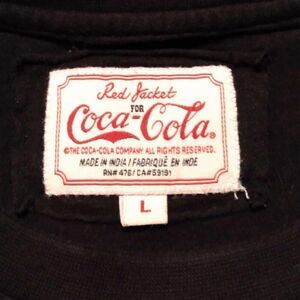 Red Jacket
FOR
Coca-Cola®
©THE COCA-COLA COMPANY ALL RIGHTS RESERVED.
MADE IN INDIA / FABRIQUÉ EN INDE
RN# 476 / CA#59191
L